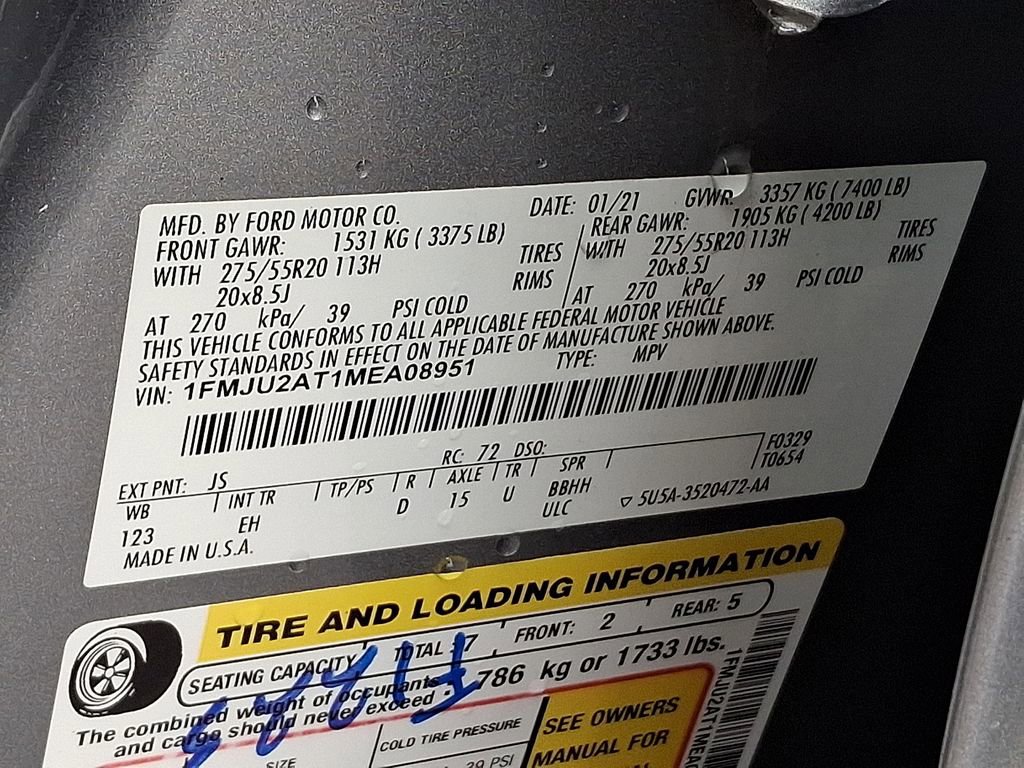 MFD. BY FORD MOTOR CO. DATE: 01/21 GVWR: 3357 KG ( 7400 LB)
FRONT GAWR: 1531 KG ( 3375 LB) REAR GAWR: 1905 KG ( 4200 LB)
WITH 275/55R20 113H TIRES WITH 275/55R20 113H TIRES
20x8.5J RIMS 20x8.5J RIMS
AT 270 kPa/ 39 PSI COLD AT 270 kPa/ 39 PSI COLD
THIS VEHICLE CONFORMS TO ALL APPLICABLE FEDERAL MOTOR VEHICLE
SAFETY STANDARDS IN EFFECT ON THE DATE OF MANUFACTURE SHOWN ABOVE.
VIN: 1FMJU2AT1MEA08951 TYPE: MPV
EXT PNT: JS RC: 72 DSO: F0329
WB INT TR TP/PS R AXLE TR SPR T0654
123 EH D 15 U BBHH
ULC 5U5A-3520472-AA
MADE IN U.S.A.
TIRE AND LOADING INFORMATION
SEATING CAPACITY TOTAL 7 FRONT: 2 REAR: 5
The combined weight of occupants 786 kg or 1733 lbs.
and cargo should never exceed :
SIZE COLD TIRE PRESSURE SEE OWNERS
39 PSI MANUAL FOR